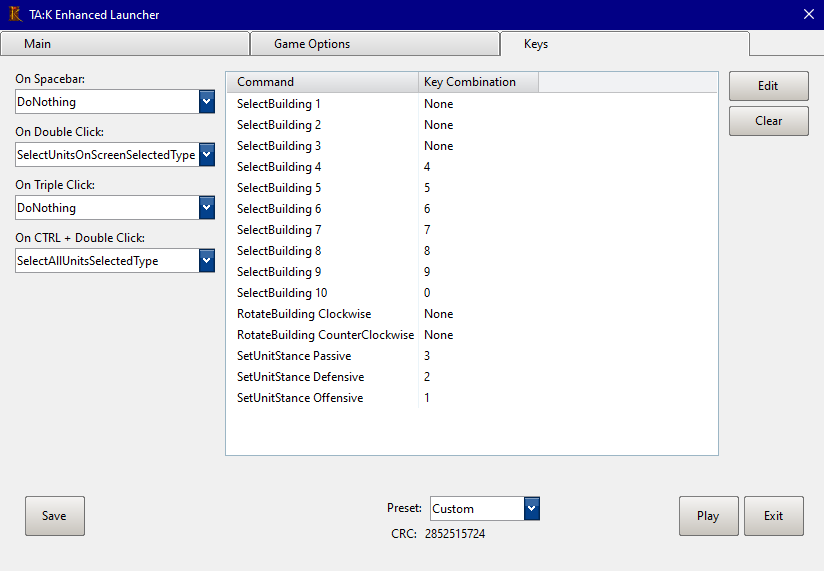 TA:K Enhanced Launcher
Main Game Options Keys
On Spacebar:
DoNothing
On Double Click:
SelectUnitsOnScreenSelectedType
On Triple Click:
DoNothing
On CTRL + Double Click:
SelectAllUnitsSelectedType
Command Key Combination
SelectBuilding 1 None
SelectBuilding 2 None
SelectBuilding 3 None
SelectBuilding 4 4
SelectBuilding 5 5
SelectBuilding 6 6
SelectBuilding 7 7
SelectBuilding 8 8
SelectBuilding 9 9
SelectBuilding 10 0
RotateBuilding Clockwise None
RotateBuilding CounterClockwise None
SetUnitStance Passive 3
SetUnitStance Defensive 2
SetUnitStance Offensive 1
Edit
Clear
Save
Preset: Custom
CRC: 2852515724
Play Exit